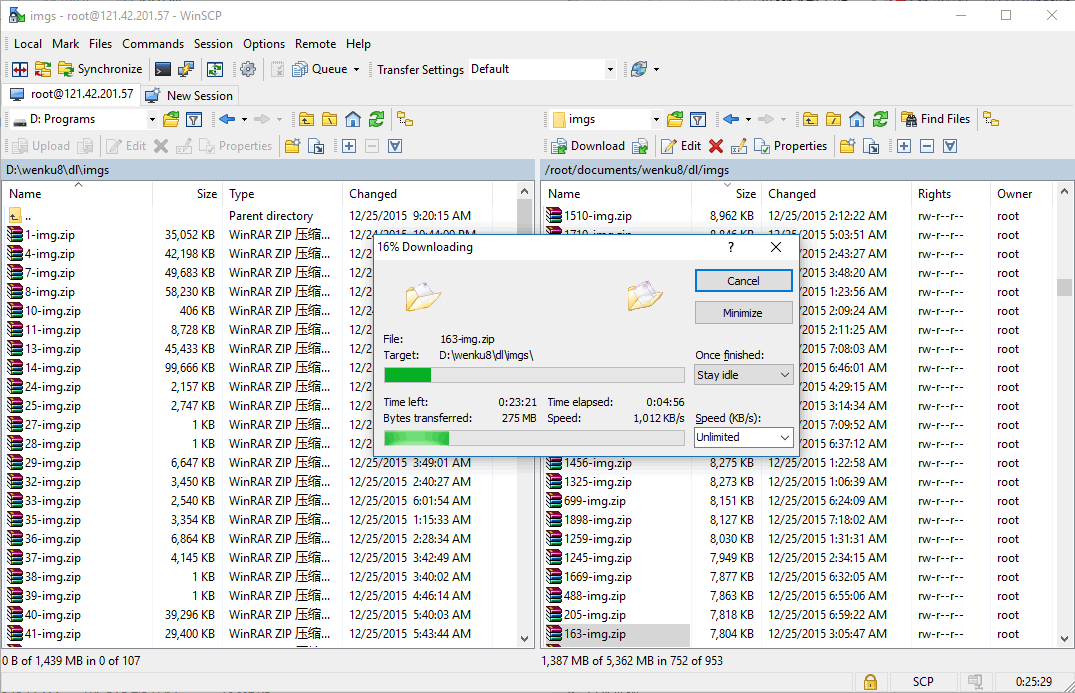 imgs - root@121.42.201.57 - WinSCP
Local Mark Files Commands Session Options Remote Help
Synchronize Queue Transfer Settings Default
root@121.42.201.57 New Session
D: Programs imgs Find Files
Upload Edit Properties Download Edit Properties
D:\wenku8\dl\imgs /root/documents/wenku8/dl/imgs
Name Size Type Changed Name Size Changed Rights Owner
.. Parent directory 12/25/2015 9:20:15 AM 1510-img.zip 8,962 KB 12/25/2015 2:12:22 AM rw-r--r-- root
1-img.zip 35,052 KB WinRAR ZIP 压缩... 12/24/2015 10:44:00 PM 1710-img.zip 8,846 KB 12/25/2015 5:03:51 AM rw-r--r-- root
4-img.zip 42,198 KB WinRAR ZIP 压缩... /2015 2:43:27 AM rw-r--r-- root
7-img.zip 49,683 KB WinRAR ZIP 压缩... /2015 3:48:20 AM rw-r--r-- root
8-img.zip 58,230 KB WinRAR ZIP 压缩... /2015 1:23:56 AM rw-r--r-- root
10-img.zip 406 KB WinRAR ZIP 压缩... /2015 2:09:24 AM rw-r--r-- root
11-img.zip 8,728 KB WinRAR ZIP 压缩... /2015 2:11:25 AM rw-r--r-- root
13-img.zip 45,433 KB WinRAR ZIP 压缩... /2015 7:08:03 AM rw-r--r-- root
14-img.zip 99,666 KB WinRAR ZIP 压缩... /2015 6:46:01 AM rw-r--r-- root
24-img.zip 2,157 KB WinRAR ZIP 压缩... /2015 4:29:15 AM rw-r--r-- root
25-img.zip 2,747 KB WinRAR ZIP 压缩... /2015 3:14:34 AM rw-r--r-- root
27-img.zip 1 KB WinRAR ZIP 压缩... /2015 7:09:52 AM rw-r--r-- root
28-img.zip 1 KB WinRAR ZIP 压缩... /2015 6:37:12 AM rw-r--r-- root
29-img.zip 6,647 KB WinRAR ZIP 压缩... 12/25/2015 3:49:01 AM 1456-img.zip 8,275 KB 12/25/2015 1:22:58 AM rw-r--r-- root
32-img.zip 3,450 KB WinRAR ZIP 压缩... 12/25/2015 2:40:27 AM 1325-img.zip 8,273 KB 12/25/2015 1:06:39 AM rw-r--r-- root
33-img.zip 2,540 KB WinRAR ZIP 压缩... 12/25/2015 6:01:54 AM 699-img.zip 8,151 KB 12/25/2015 6:24:09 AM rw-r--r-- root
35-img.zip 3,354 KB WinRAR ZIP 压缩... 12/25/2015 1:15:33 AM 1898-img.zip 8,127 KB 12/25/2015 7:18:02 AM rw-r--r-- root
36-img.zip 6,864 KB WinRAR ZIP 压缩... 12/25/2015 2:28:34 AM 1259-img.zip 8,030 KB 12/25/2015 1:31:31 AM rw-r--r-- root
37-img.zip 4,145 KB WinRAR ZIP 压缩... 12/25/2015 3:42:49 AM 1245-img.zip 7,949 KB 12/25/2015 2:34:15 AM rw-r--r-- root
38-img.zip 1 KB WinRAR ZIP 压缩... 12/25/2015 3:40:02 AM 1669-img.zip 7,877 KB 12/25/2015 6:32:05 AM rw-r--r-- root
39-img.zip 1 KB WinRAR ZIP 压缩... 12/25/2015 4:46:14 AM 488-img.zip 7,863 KB 12/25/2015 6:55:06 AM rw-r--r-- root
40-img.zip 39,296 KB WinRAR ZIP 压缩... 12/25/2015 5:40:03 AM 205-img.zip 7,818 KB 12/25/2015 6:59:22 AM rw-r--r-- root
41-img.zip 29,400 KB WinRAR ZIP 压缩... 12/25/2015 5:43:44 AM 163-img.zip 7,804 KB 12/25/2015 3:05:47 AM rw-r--r-- root
16% Downloading ?
Cancel
Minimize
File: 163-img.zip
Target: D:\wenku8\dl\imgs\ Once finished:
Stay idle
Time left: 0:23:21 Time elapsed: 0:04:56
Bytes transferred: 275 MB Speed: 1,012 KB/s Speed (KB/s):
Unlimited
0 B of 1,439 MB in 0 of 107 1,387 MB of 5,362 MB in 752 of 953
SCP 0:25:29